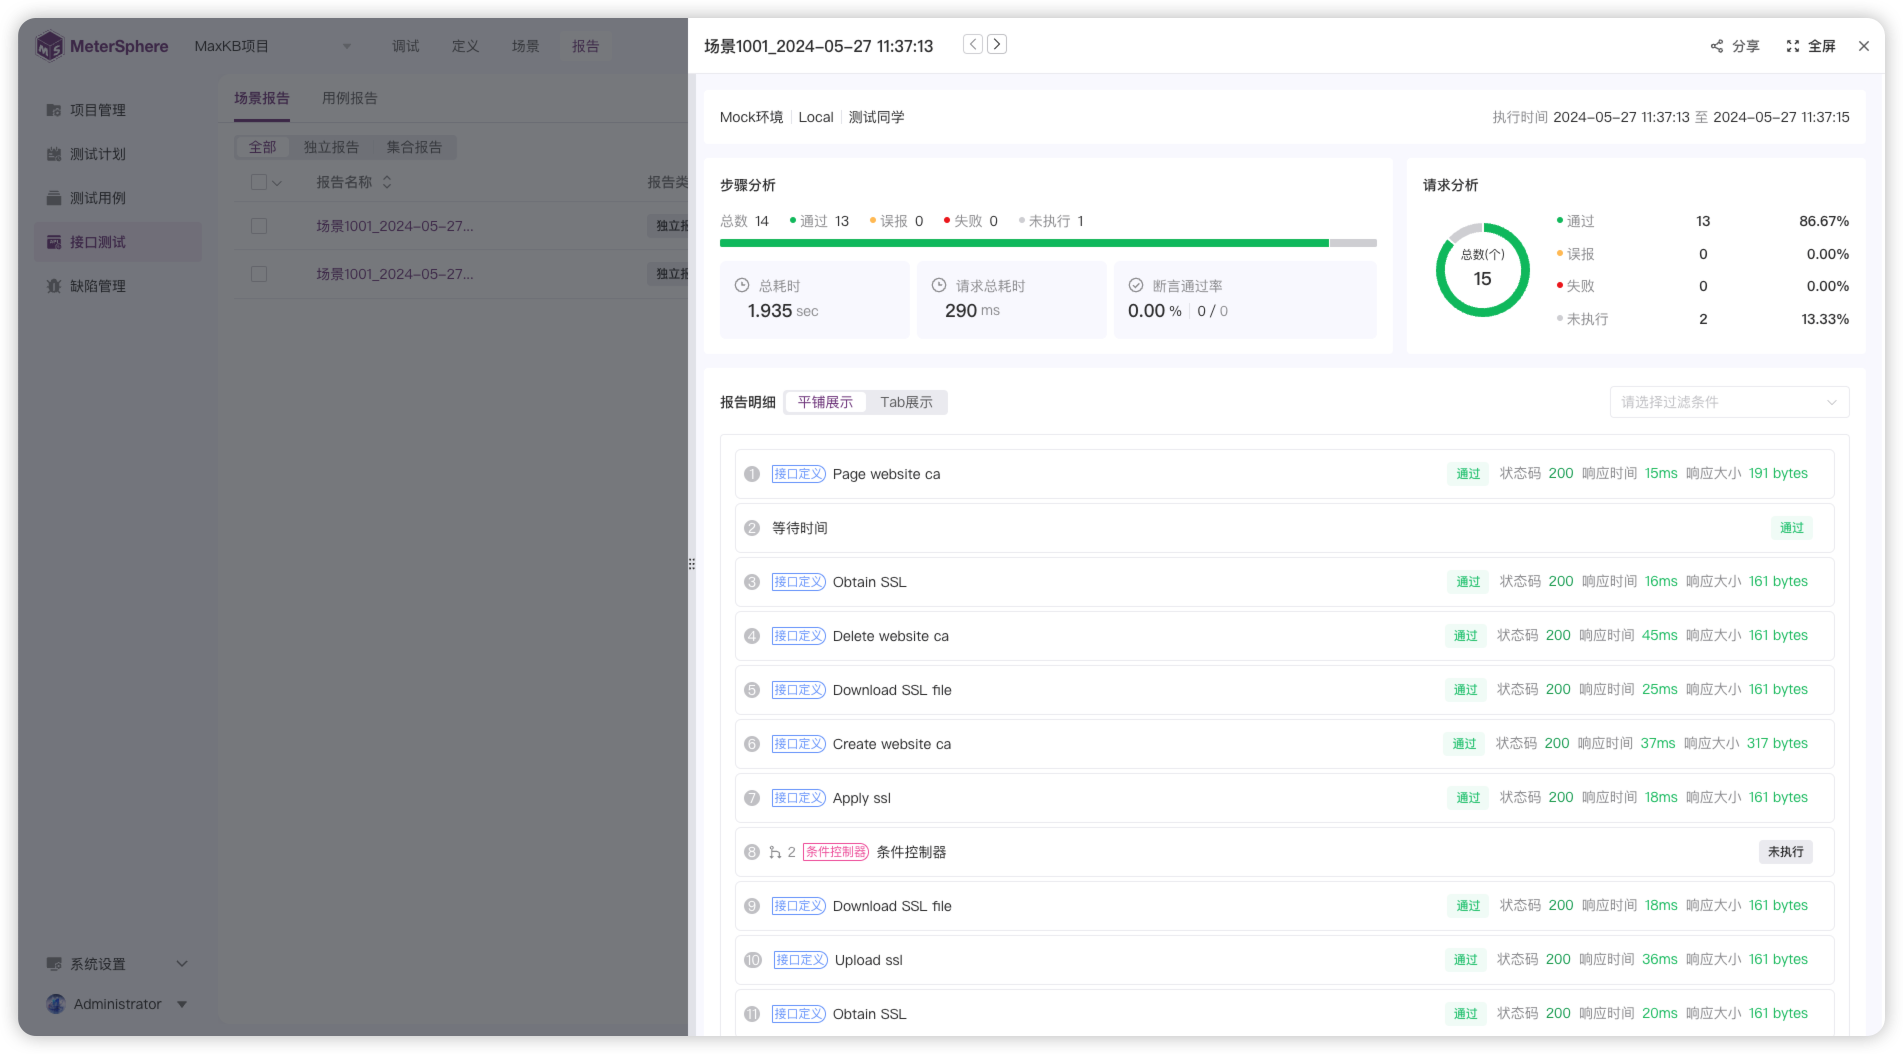 MeterSphere
MaxKB项目
调试 定义 场景 报告
项目管理
测试计划
测试用例
接口测试
缺陷管理
系统设置
Administrator
场景报告 用例报告
全部 独立报告 集合报告
报告名称 报告类
场景1001_2024-05-27... 独立报
场景1001_2024-05-27... 独立报
场景1001_2024-05-27 11:37:13
分享 全屏
Mock环境 Local 测试同学
执行时间 2024-05-27 11:37:13 至 2024-05-27 11:37:15
步骤分析
总数 14 通过 13 误报 0 失败 0 未执行 1
总耗时
1.935 sec
请求总耗时
290 ms
断言通过率
0.00 % 0 / 0
请求分析
总数(个)
15
通过 13 86.67%
误报 0 0.00%
失败 0 0.00%
未执行 2 13.33%
报告明细 平铺展示 Tab展示
请选择过滤条件
1 接口定义 Page website ca 通过 状态码 200 响应时间 15ms 响应大小 191 bytes
2 等待时间 通过
3 接口定义 Obtain SSL 通过 状态码 200 响应时间 16ms 响应大小 161 bytes
4 接口定义 Delete website ca 通过 状态码 200 响应时间 45ms 响应大小 161 bytes
5 接口定义 Download SSL file 通过 状态码 200 响应时间 25ms 响应大小 161 bytes
6 接口定义 Create website ca 通过 状态码 200 响应时间 37ms 响应大小 317 bytes
7 接口定义 Apply ssl 通过 状态码 200 响应时间 18ms 响应大小 161 bytes
8 2 条件控制器 条件控制器 未执行
9 接口定义 Download SSL file 通过 状态码 200 响应时间 18ms 响应大小 161 bytes
10 接口定义 Upload ssl 通过 状态码 200 响应时间 36ms 响应大小 161 bytes
11 接口定义 Obtain SSL 通过 状态码 200 响应时间 20ms 响应大小 161 bytes